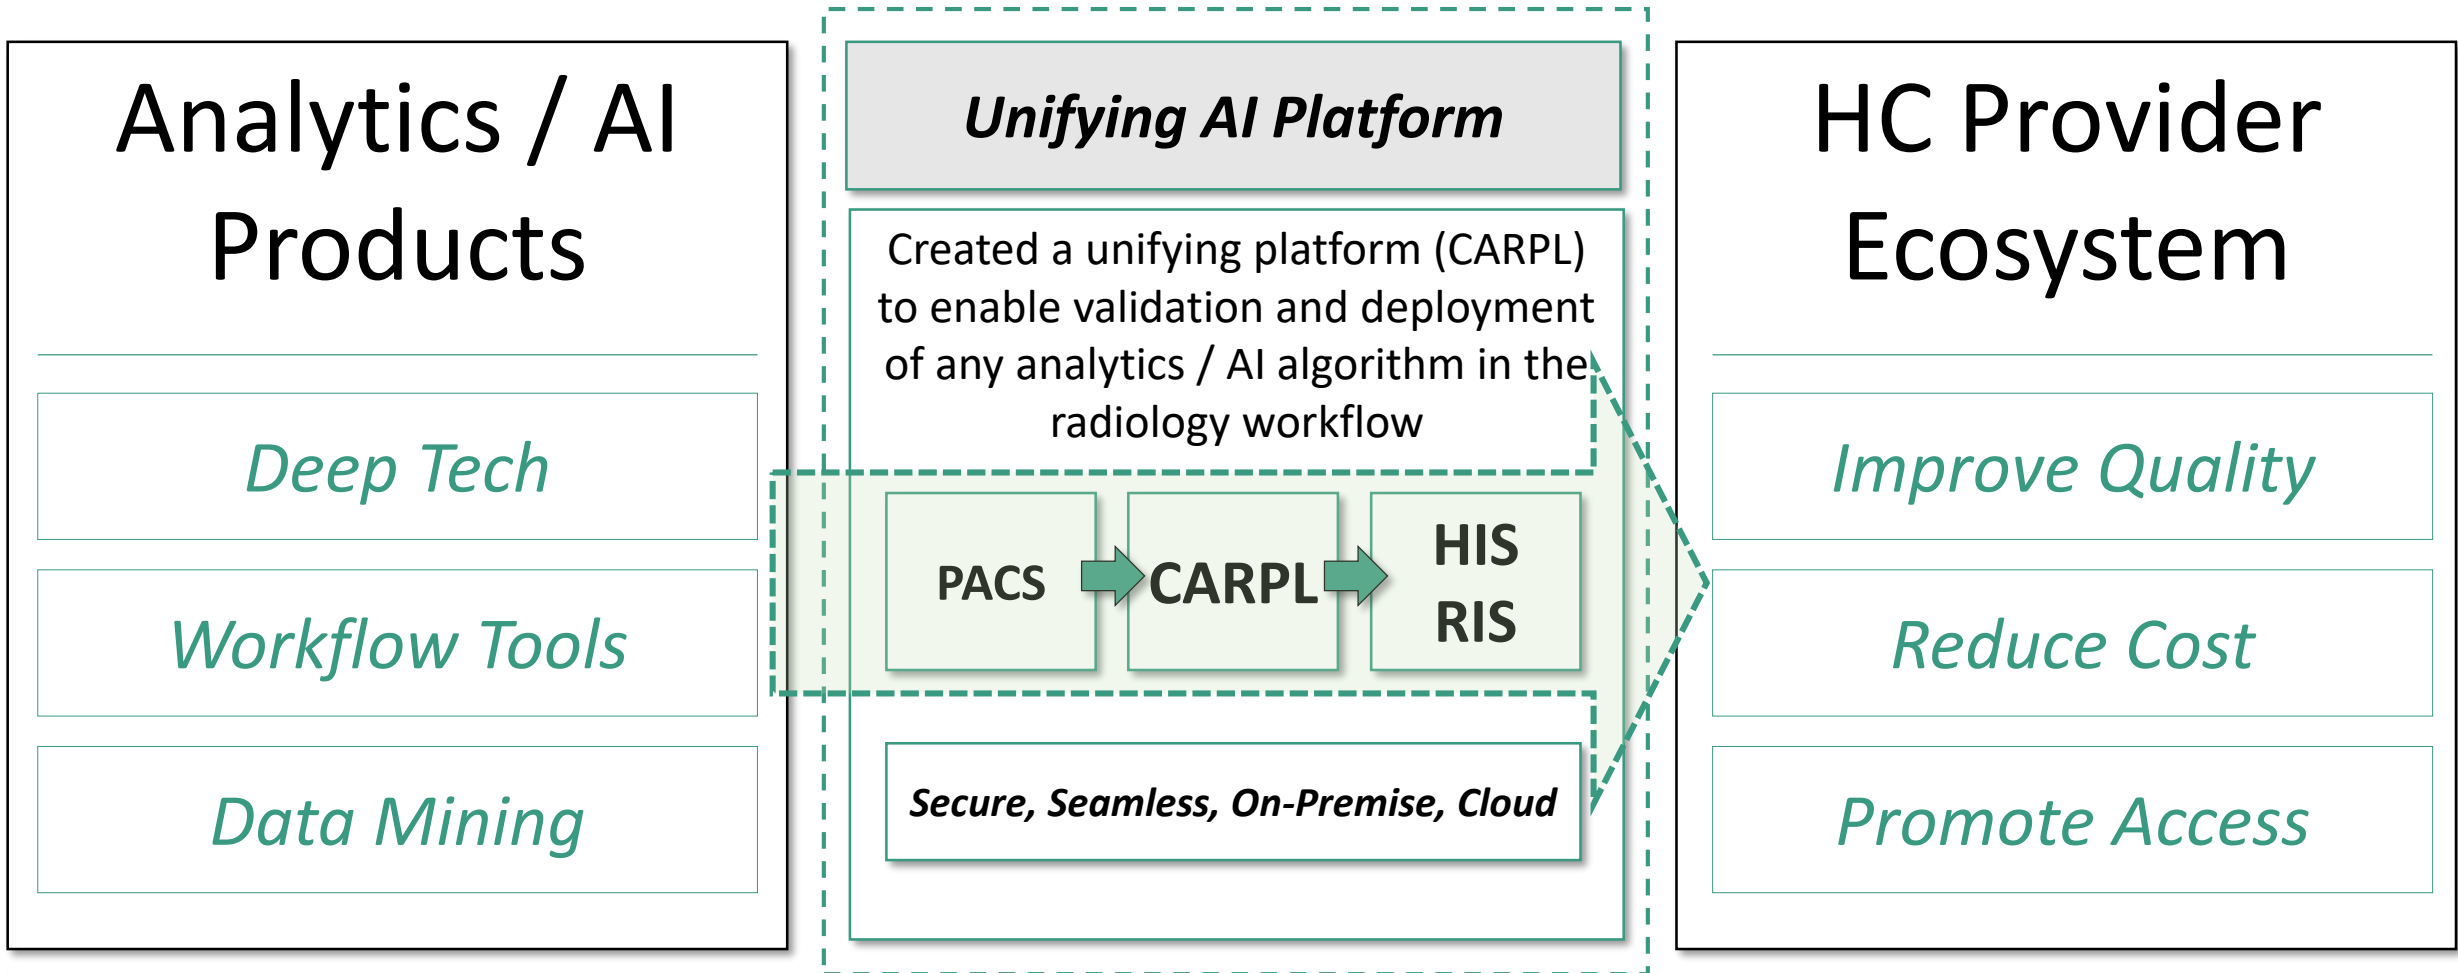 Analytics / AI
Products
Deep Tech
Workflow Tools
Data Mining
Unifying AI Platform
Created a unifying platform (CARPL)
to enable validation and deployment
of any analytics / AI algorithm in the
radiology workflow
PACS
CARPL
HIS
RIS
Secure, Seamless, On-Premise, Cloud
HC Provider
Ecosystem
Improve Quality
Reduce Cost
Promote Access